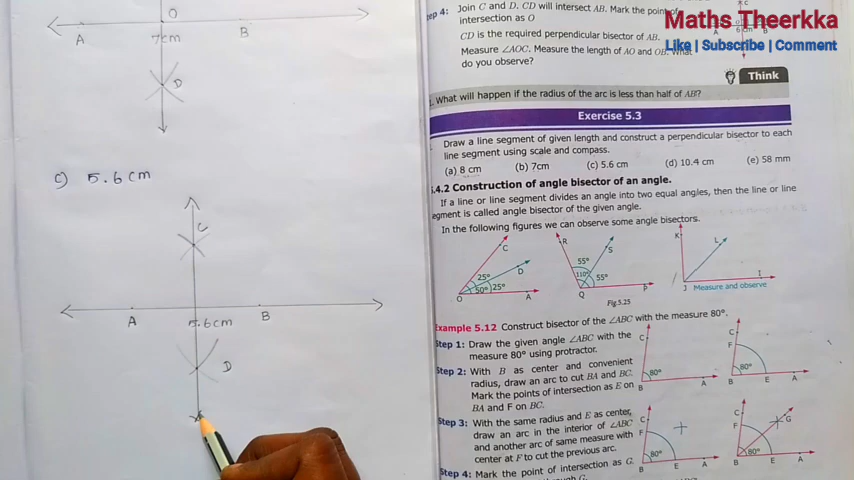 O
A
7cm
B
D
c) 5.6cm
C
A
5.6cm
B
D
Step 4: Join C and D. CD will intersect AB. Mark the point of
intersection as O
CD is the required perpendicular bisector of AB.
Measure ∠AOC. Measure the length of AO and OB. What
do you observe?
6 cm
Maths Theerkka
Like | Subscribe | Comment
Think
What will happen if the radius of the arc is less than half of AB?
Exercise 5.3
Draw a line segment of given length and construct a perpendicular bisector to each
line segment using scale and compass.
(a) 8 cm (b) 7cm (c) 5.6 cm (d) 10.4 cm (e) 58 mm
5.4.2 Construction of angle bisector of an angle.
If a line or line segment divides an angle into two equal angles, then the line or line
segment is called angle bisector of the given angle.
In the following figures we can observe some angle bisectors.
C
D
25°
50° 25°
O A
R
S
55°
110°
55°
Q P
K
L
J I
Measure and observe
Fig 5.25
Example 5.12 Construct bisector of the ∠ABC with the measure 80°.
Step 1: Draw the given angle ∠ABC with the
measure 80° using protractor.
Step 2: With B as center and convenient
radius, draw an arc to cut BA and BC.
Mark the points of intersection as E on
BA and F on BC.
Step 3: With the same radius and E as center,
draw an arc in the interior of ∠ABC
and another arc of same measure with
center at F to cut the previous arc.
Step 4: Mark the point of intersection as G.
C
80°
B A
C
F
80°
B E A
C
F
80°
B E A
C
F
G
80°
B E A